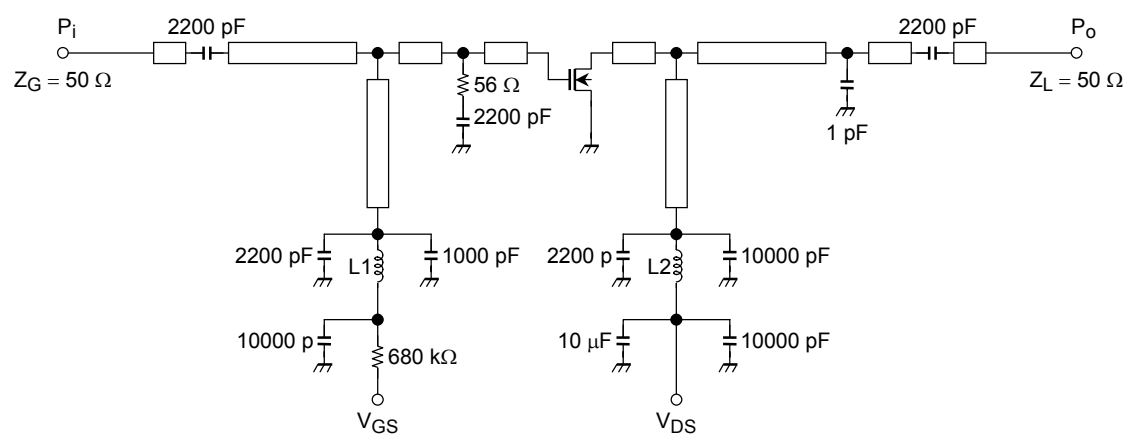 Pi
2200 pF
ZG = 50 Ω
56 Ω
2200 pF
2200 pF
Po
ZL = 50 Ω
1 pF
2200 pF
L1
1000 pF
2200 p
L2
10000 pF
10000 p
680 kΩ
10 μF
10000 pF
VGS
VDS